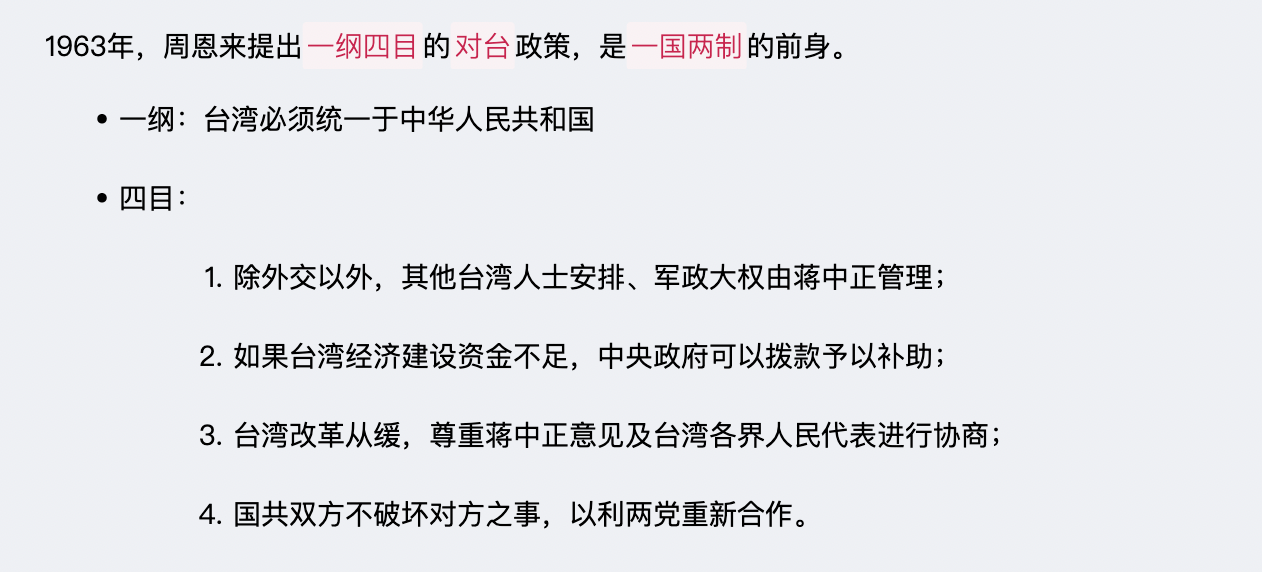 1963年，周恩来提出一纲四目的对台政策，是一国两制的前身。
• 一纲：台湾必须统一于中华人民共和国
• 四目：
1. 除外交以外，其他台湾人士安排、军政大权由蒋中正管理；
2. 如果台湾经济建设资金不足，中央政府可以拨款予以补助；
3. 台湾改革从缓，尊重蒋中正意见及台湾各界人民代表进行协商；
4. 国共双方不破坏对方之事，以利两党重新合作。